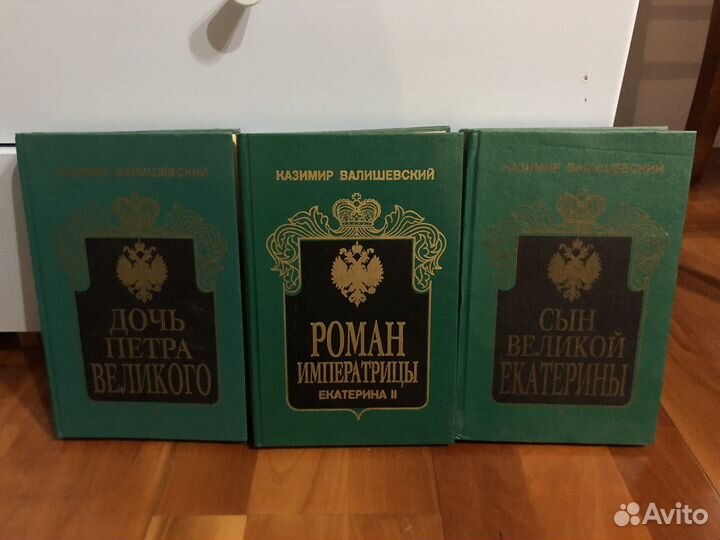 КАЗИМИР ВАЛИШЕВСКИЙ
ДОЧЬ
ПЕТРА
ВЕЛИКОГО
КАЗИМИР ВАЛИШЕВСКИЙ
РОМАН
ИМПЕРАТРИЦЫ
ЕКАТЕРИНА II
КАЗИМИР ВАЛИШЕВСКИЙ
СЫН
ВЕЛИКОЙ
ЕКАТЕРИНЫ
Avito